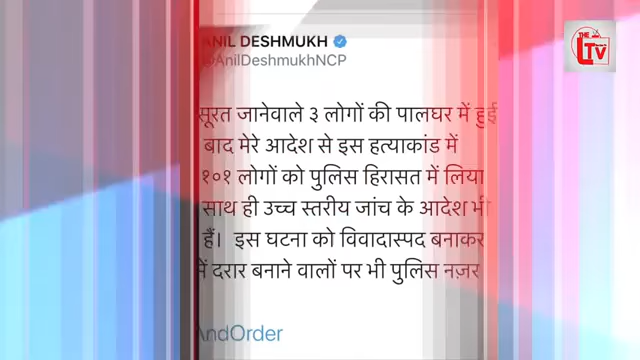 THE
LTV
ANIL DESHMUKH
@AnilDeshmukhNCP
सूरत जानेवाले ३ लोगों की पालघर में हुई
बाद मेरे आदेश से इस हत्याकांड में
१०१ लोगों को पुलिस हिरासत में लिया
साथ ही उच्च स्तरीय जांच के आदेश भी
हैं। इस घटना को विवादास्पद बनाकर
में दरार बनाने वालों पर भी पुलिस नज़र
AndOrder